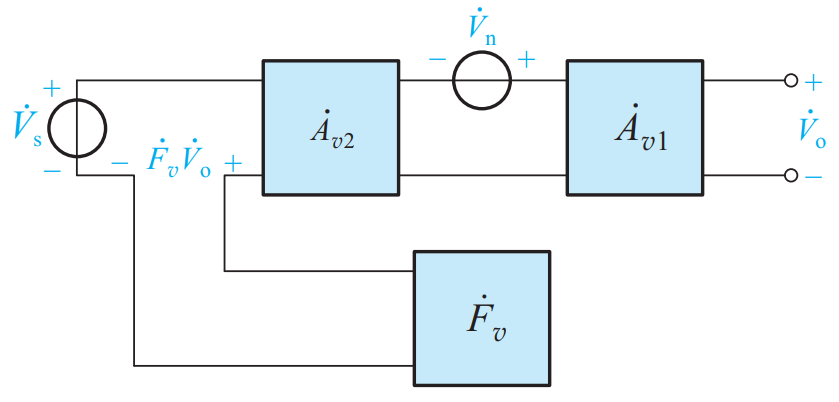 V̇n
− +
+
V̇s
−
− ḞvV̇o +
Ȧv2
Ȧv1
+
V̇o
−
Ḟv